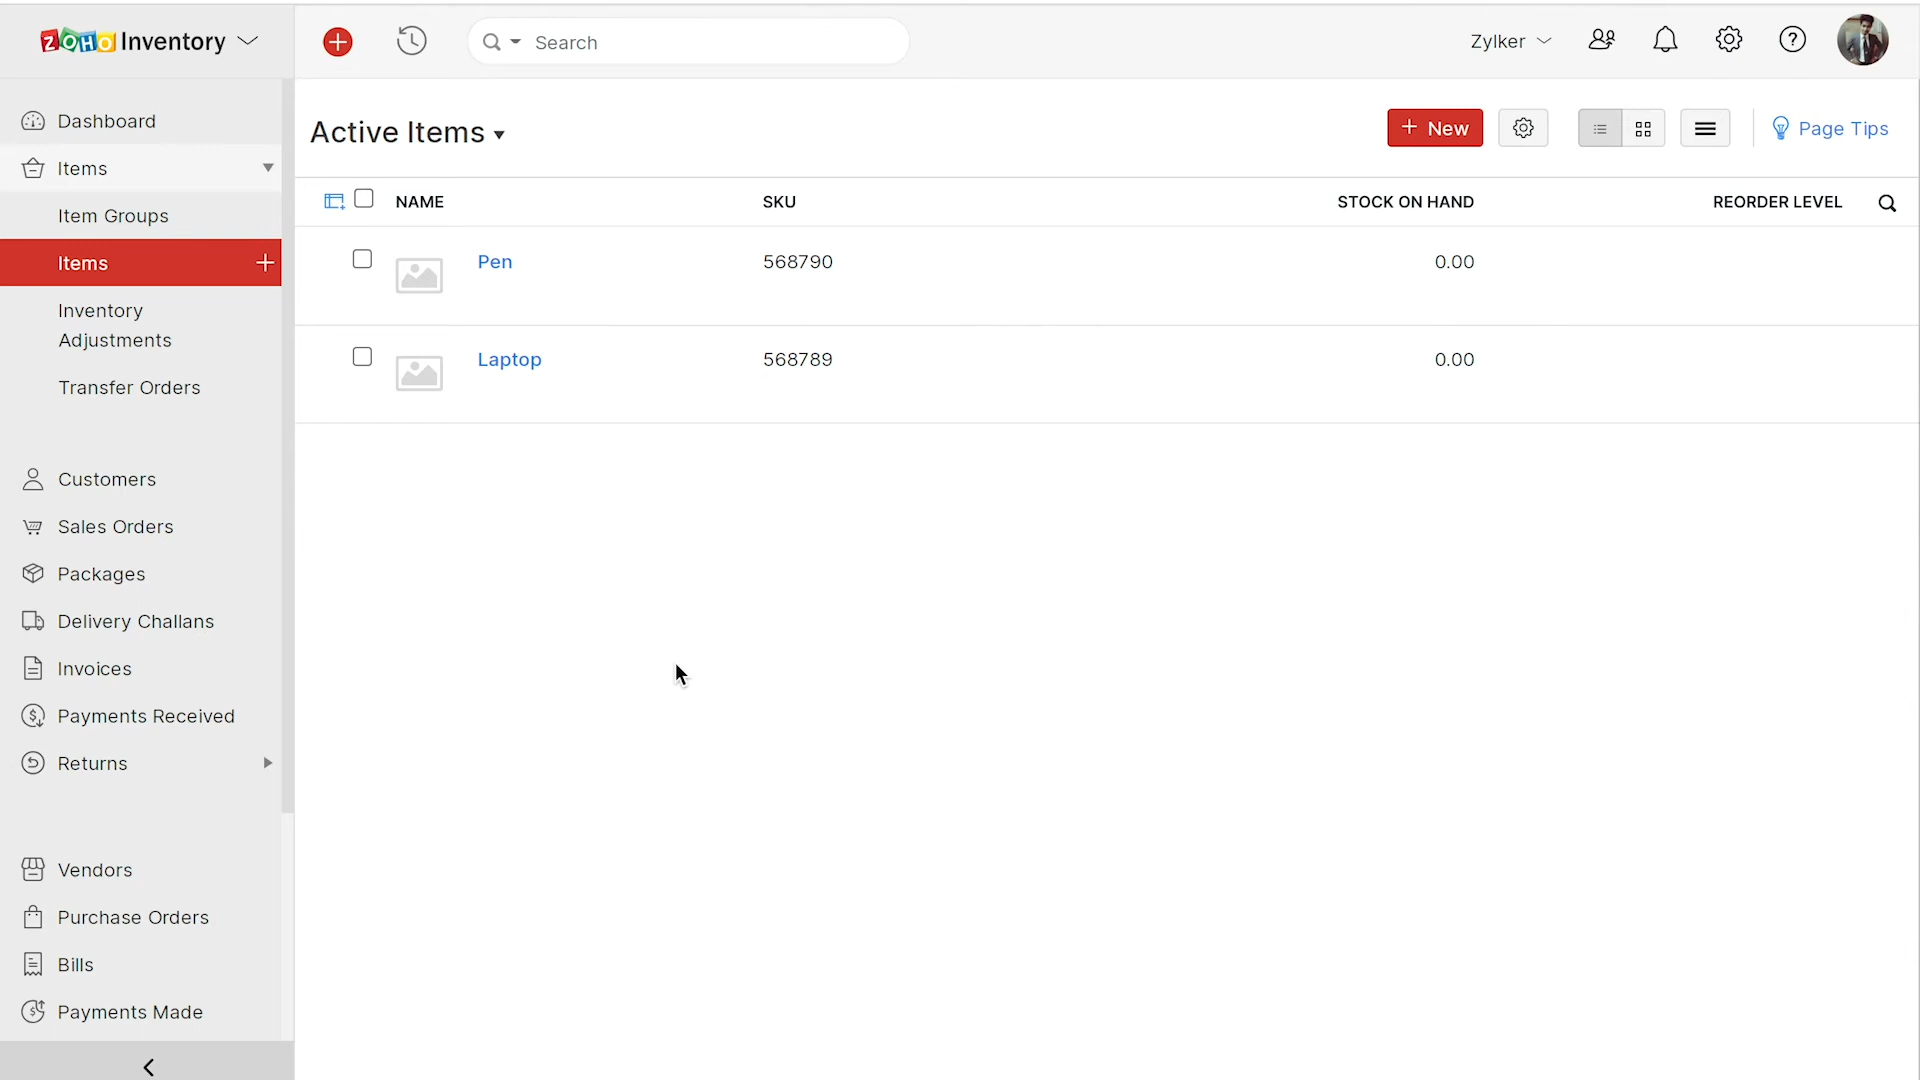 ZOHO Inventory
Search
Zylker
Dashboard
Items
Item Groups
Items
Inventory
Adjustments
Transfer Orders
Customers
Sales Orders
Packages
Delivery Challans
Invoices
Payments Received
Returns
Vendors
Purchase Orders
Bills
Payments Made
Active Items
+ New
Page Tips
NAME SKU STOCK ON HAND REORDER LEVEL
Pen 568790 0.00
Laptop 568789 0.00